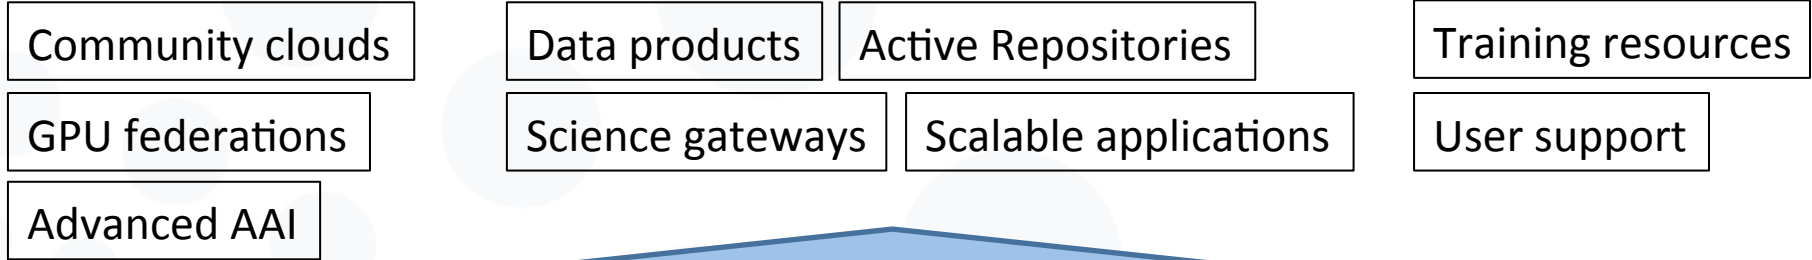 Community clouds
Data products
Active Repositories
Training resources
GPU federations
Science gateways
Scalable applications
User support
Advanced AAI